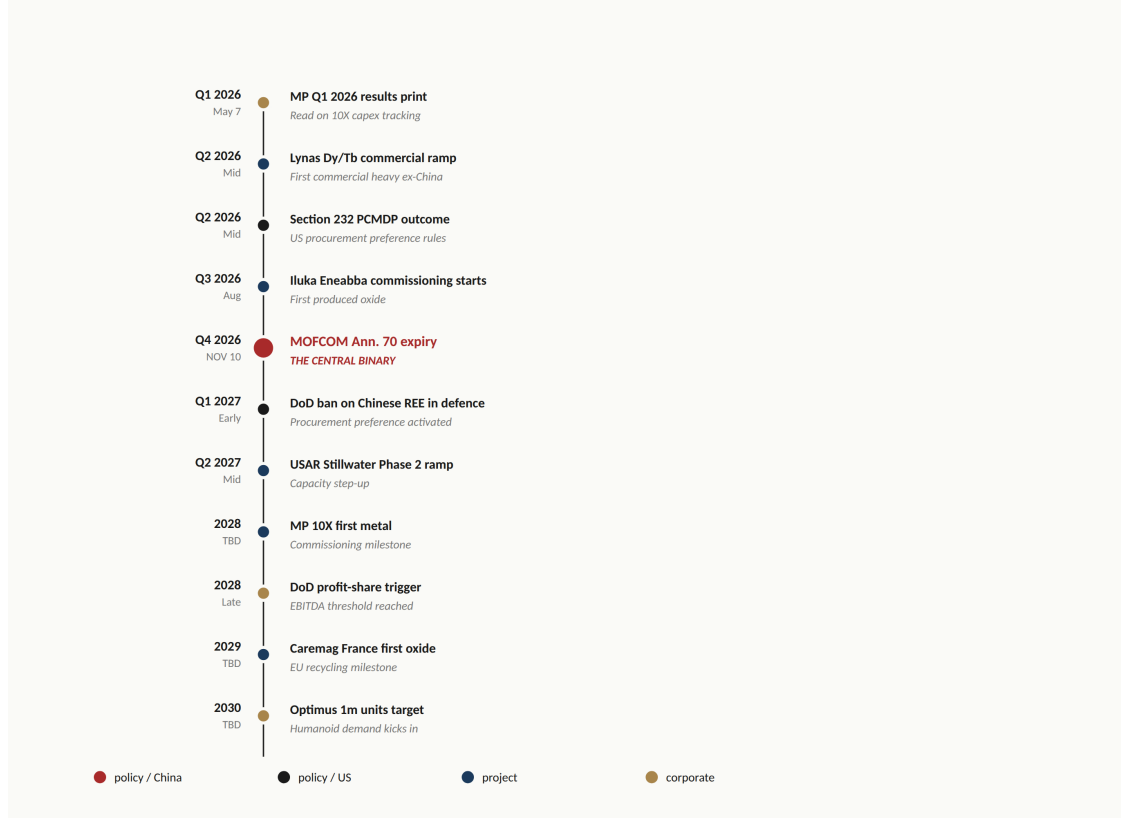 Q1 2026
May 7
MP Q1 2026 results print
Read on 10X capex tracking
Q2 2026
Mid
Lynas Dy/Tb commercial ramp
First commercial heavy ex-China
Q2 2026
Mid
Section 232 PCMDP outcome
US procurement preference rules
Q3 2026
Aug
Iluka Eneabba commissioning starts
First produced oxide
Q4 2026
NOV 10
MOFCOM Ann. 70 expiry
THE CENTRAL BINARY
Q1 2027
Early
DoD ban on Chinese REE in defence
Procurement preference activated
Q2 2027
Mid
USAR Stillwater Phase 2 ramp
Capacity step-up
2028
TBD
MP 10X first metal
Commissioning milestone
2028
Late
DoD profit-share trigger
EBITDA threshold reached
2029
TBD
Caremag France first oxide
EU recycling milestone
2030
TBD
Optimus 1m units target
Humanoid demand kicks in
policy / China
policy / US
project
corporate